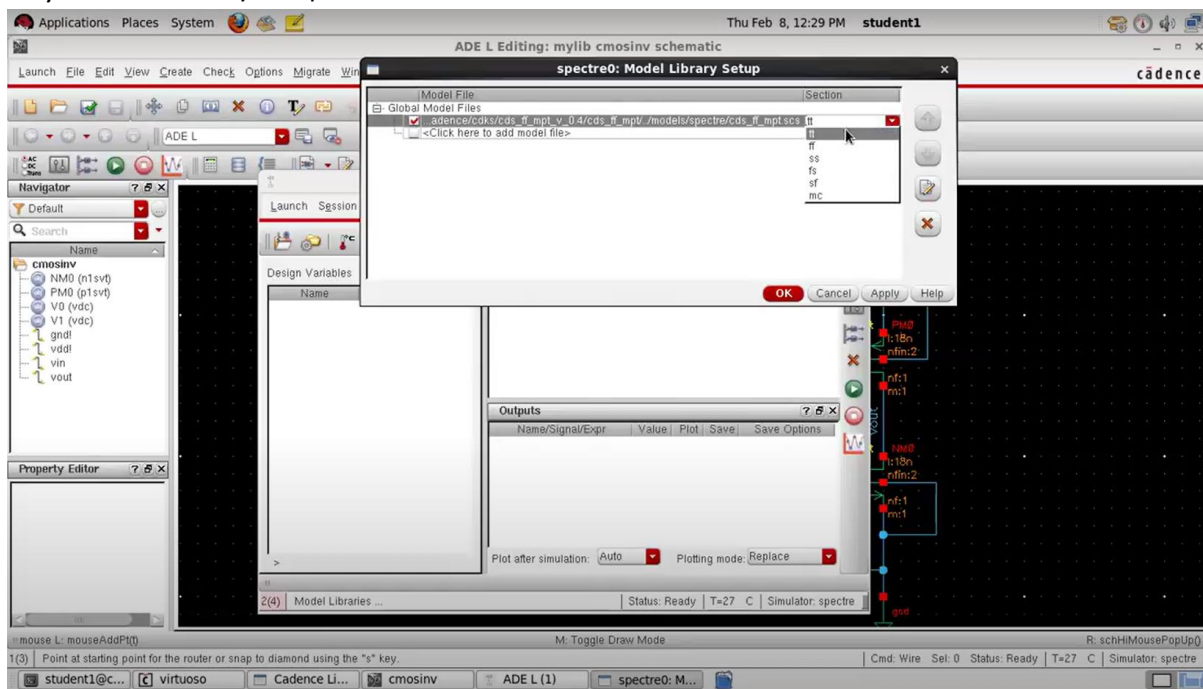 Applications Places System Thu Feb 8, 12:29 PM student1
ADE L Editing: mylib cmosinv schematic
Launch File Edit View Create Check Options Migrate Win
cādence
spectre0: Model Library Setup
Model File Section
Global Model Files
...adence/cdks/cds_ff_mpt_v_0.4/cds_ff_mpt/../models/spectre/cds_ff_mpt.scs tt
<Click here to add model file>
tt
ff
ss
fs
sf
mc
OK Cancel Apply Help
ADE L
Navigator
Default
Search
Name
cmosinv
NM0 (n1svt)
PM0 (p1svt)
V0 (vdc)
V1 (vdc)
gnd!
vdd!
vin
vout
Property Editor
Launch Session
Design Variables
Name
Outputs
Name/Signal/Expr Value Plot Save Save Options
Plot after simulation: Auto Plotting mode: Replace
>
2(4) Model Libraries ... Status: Ready T=27 C Simulator: spectre
PM0
l:18n
nfin:2
nf:1
m:1
vout
NM0
l:18n
nfin:2
nf:1
m:1
gnd
mouse L: mouseAddPt(t) M: Toggle Draw Mode R: schHiMousePopUp()
1(3) Point at starting point for the router or snap to diamond using the "s" key. Cmd: Wire Sel: 0 Status: Ready T=27 C Simulator: spectre
student1@c... virtuoso Cadence Li... cmosinv ADE L (1) spectre0: M...